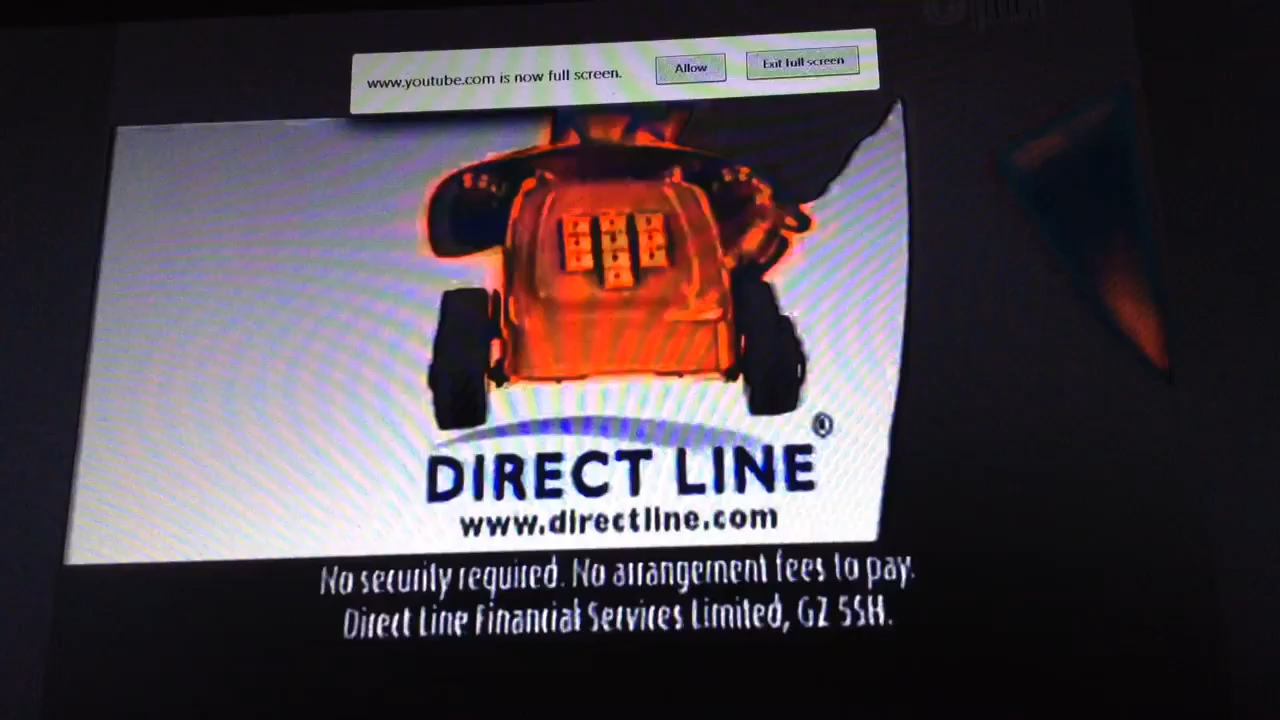 www.youtube.com is now full screen.
Allow
Exit full screen
DIRECT LINE®
www.directline.com
No security required. No arrangement fees to pay.
Direct Line Financial Services Limited, G2 5SH.